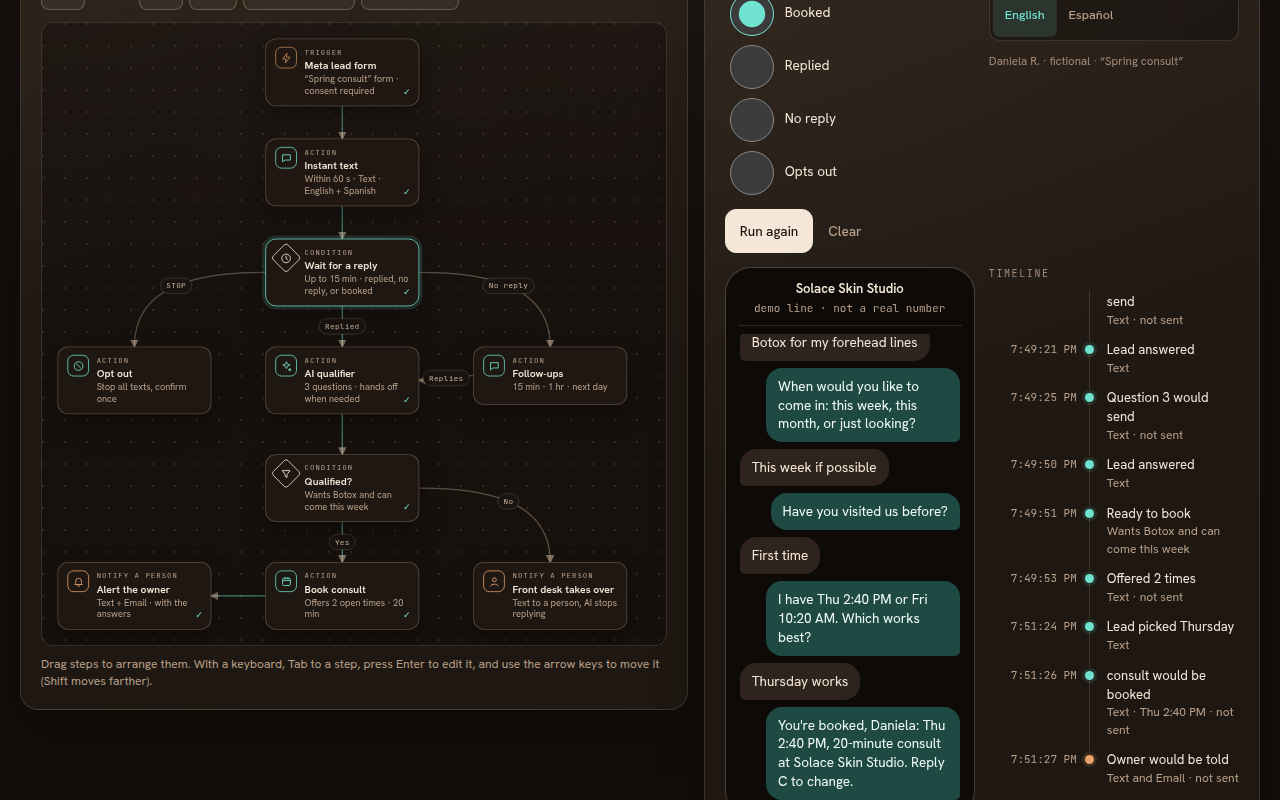 TRIGGER
Meta lead form
“Spring consult” form ·
consent required
✓
ACTION
Instant text
Within 60 s · Text ·
English + Spanish
✓
CONDITION
Wait for a reply
Up to 15 min · replied, no
reply, or booked
✓
STOP
No reply
Replied
ACTION
Opt out
Stop all texts, confirm
once
ACTION
AI qualifier
3 questions · hands off
when needed
✓
Replies
ACTION
Follow-ups
15 min · 1 hr · next day
CONDITION
Qualified?
Wants Botox and can
come this week
✓
No
Yes
NOTIFY A PERSON
Alert the owner
Text + Email · with the
answers
✓
ACTION
Book consult
Offers 2 open times · 20
min
✓
NOTIFY A PERSON
Front desk takes over
Text to a person, AI stops
replying
Drag steps to arrange them. With a keyboard, Tab to a step, press Enter to edit it, and use the arrow keys to move it
(Shift moves farther).
Booked
Replied
No reply
Opts out
English
Español
Daniela R. · fictional · “Spring consult”
Run again
Clear
Solace Skin Studio
demo line · not a real number
Botox for my forehead lines
When would you like to
come in: this week, this
month, or just looking?
This week if possible
Have you visited us before?
First time
I have Thu 2:40 PM or Fri
10:20 AM. Which works
best?
Thursday works
You're booked, Daniela: Thu
2:40 PM, 20-minute consult
at Solace Skin Studio. Reply
C to change.
TIMELINE
send
Text · not sent
7:49:21 PM
Lead answered
Text
7:49:25 PM
Question 3 would
send
Text · not sent
7:49:50 PM
Lead answered
Text
7:49:51 PM
Ready to book
Wants Botox and can
come this week
7:49:53 PM
Offered 2 times
Text · not sent
7:51:24 PM
Lead picked Thursday
Text
7:51:26 PM
consult would be
booked
Text · Thu 2:40 PM · not
sent
7:51:27 PM
Owner would be told
Text and Email · not sent